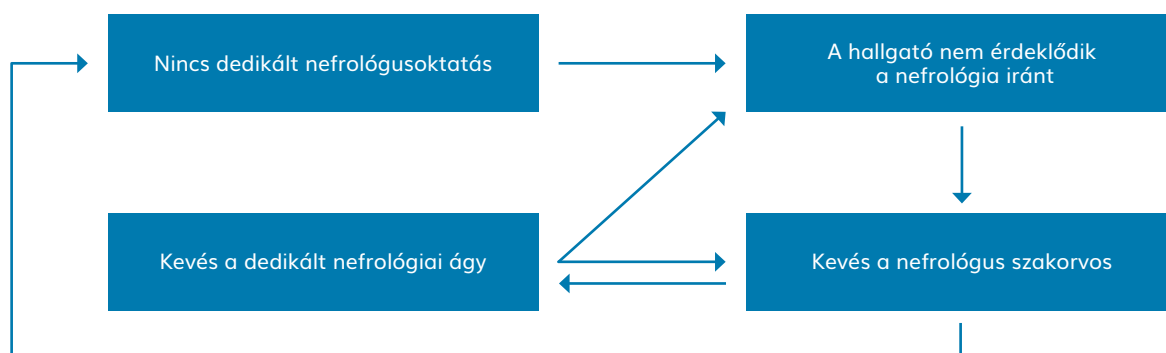 Nincs dedikált nefrológusoktatás
A hallgató nem érdeklődik
a nefrológia iránt
Kevés a dedikált nefrológiai ágy
Kevés a nefrológus szakorvos